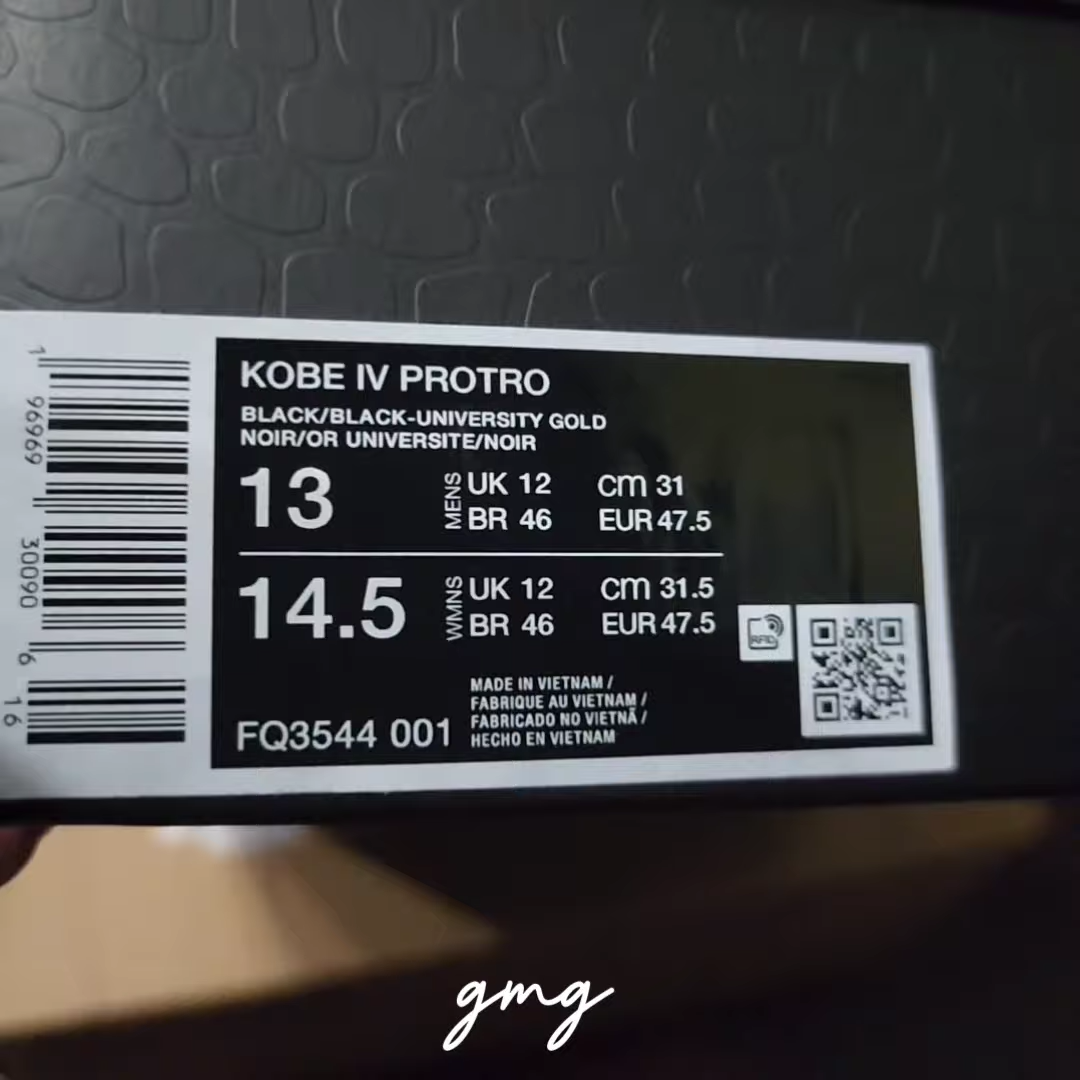 KOBE IV PROTRO
BLACK/BLACK-UNIVERSITY GOLD
NOIR/OR UNIVERSITE/NOIR
13 MENS UK 12 cm 31
BR 46 EUR 47.5
14.5 WMNS UK 12 cm 31.5
BR 46 EUR 47.5
RFID
MADE IN VIETNAM /
FABRIQUE AU VIETNAM /
FABRICADO NO VIETNÃ /
HECHO EN VIETNAM
FQ3544 001
1 96969 30090 6 16
gmg